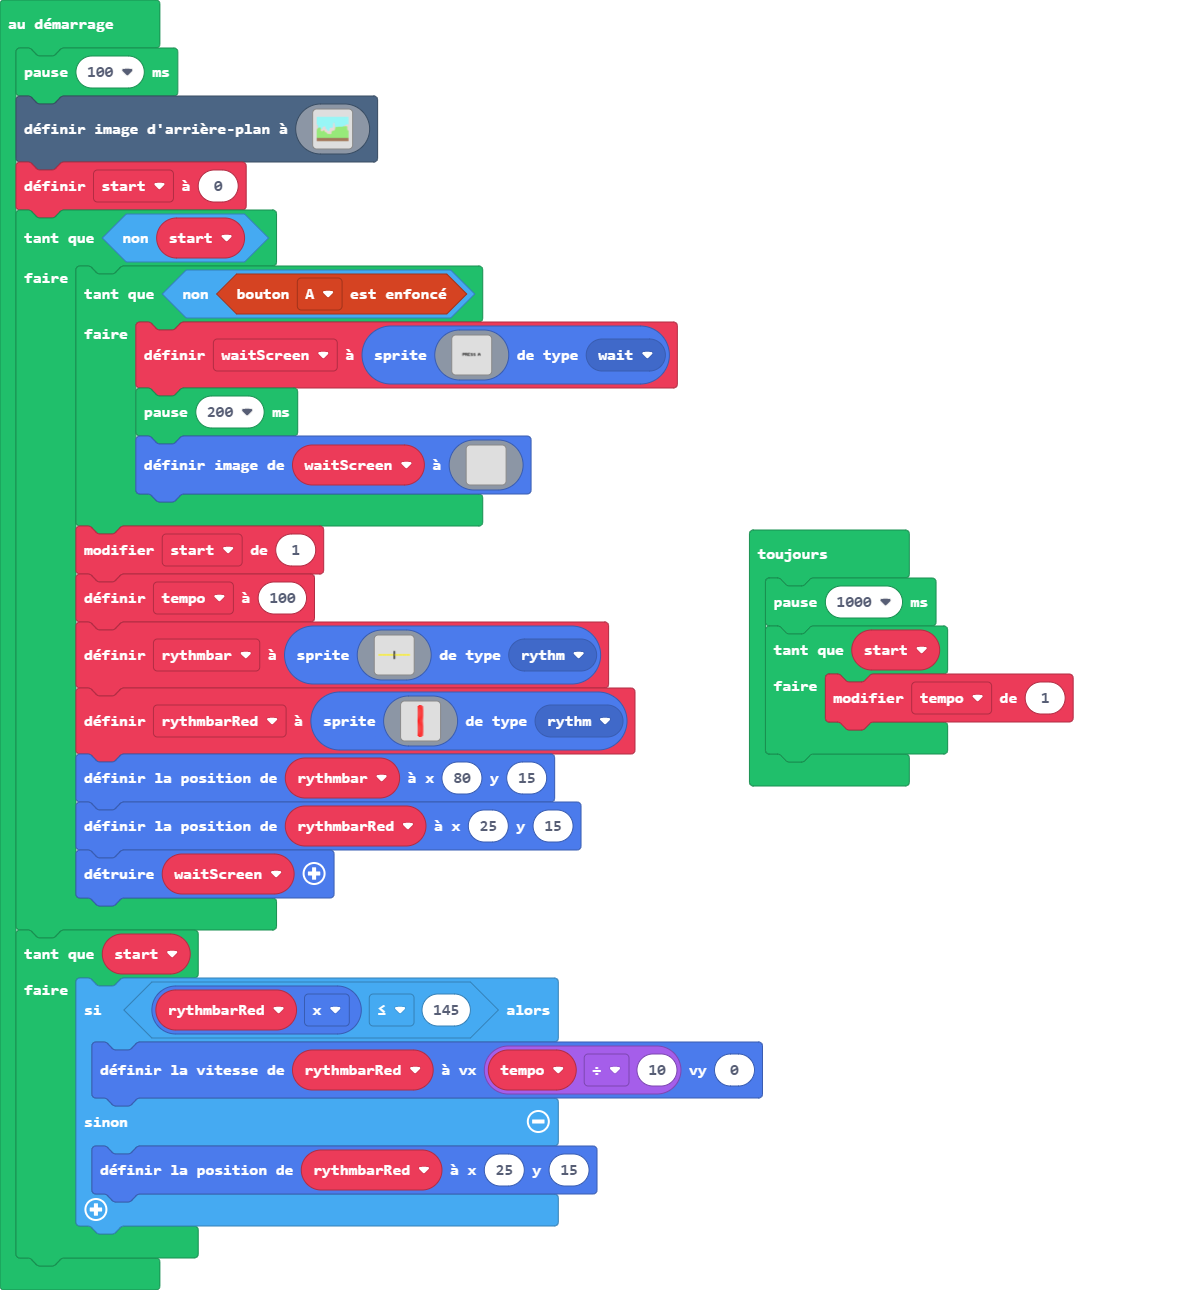 au démarrage
pause 100 ms
définir image d'arrière-plan à
définir start à 0
tant que non start
faire
tant que non bouton A est enfoncé
faire
définir waitScreen à sprite PRESS A de type wait
pause 200 ms
définir image de waitScreen à
modifier start de 1
définir tempo à 100
définir rythmbar à sprite de type rythm
définir rythmbarRed à sprite de type rythm
définir la position de rythmbar à x 80 y 15
définir la position de rythmbarRed à x 25 y 15
détruire waitScreen
tant que start
faire
si rythmbarRed x ≤ 145 alors
définir la vitesse de rythmbarRed à vx tempo ÷ 10 vy 0
sinon
définir la position de rythmbarRed à x 25 y 15
toujours
pause 1000 ms
tant que start
faire
modifier tempo de 1